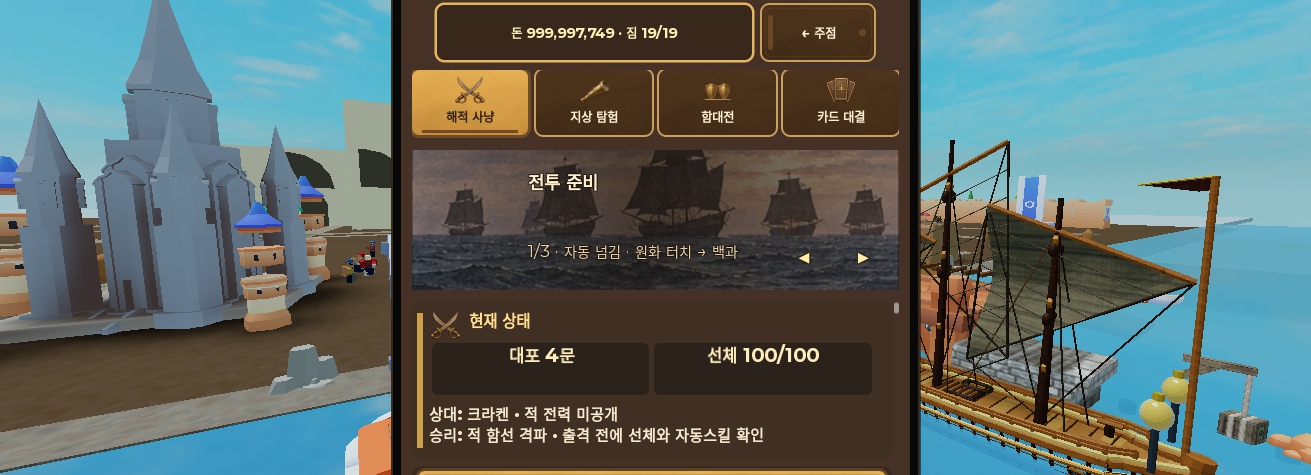 돈 999,997,749 · 짐 19/19
← 주점
해적 사냥
지상 탐험
함대전
카드 대결
전투 준비
1/3 · 자동 넘김 · 원화 터치 → 백과
◀ ▶
현재 상태
대포 4문
선체 100/100
상대: 크라켄 • 적 전력 미공개
승리: 적 함선 격파 • 출격 전에 선체와 자동스킬 확인